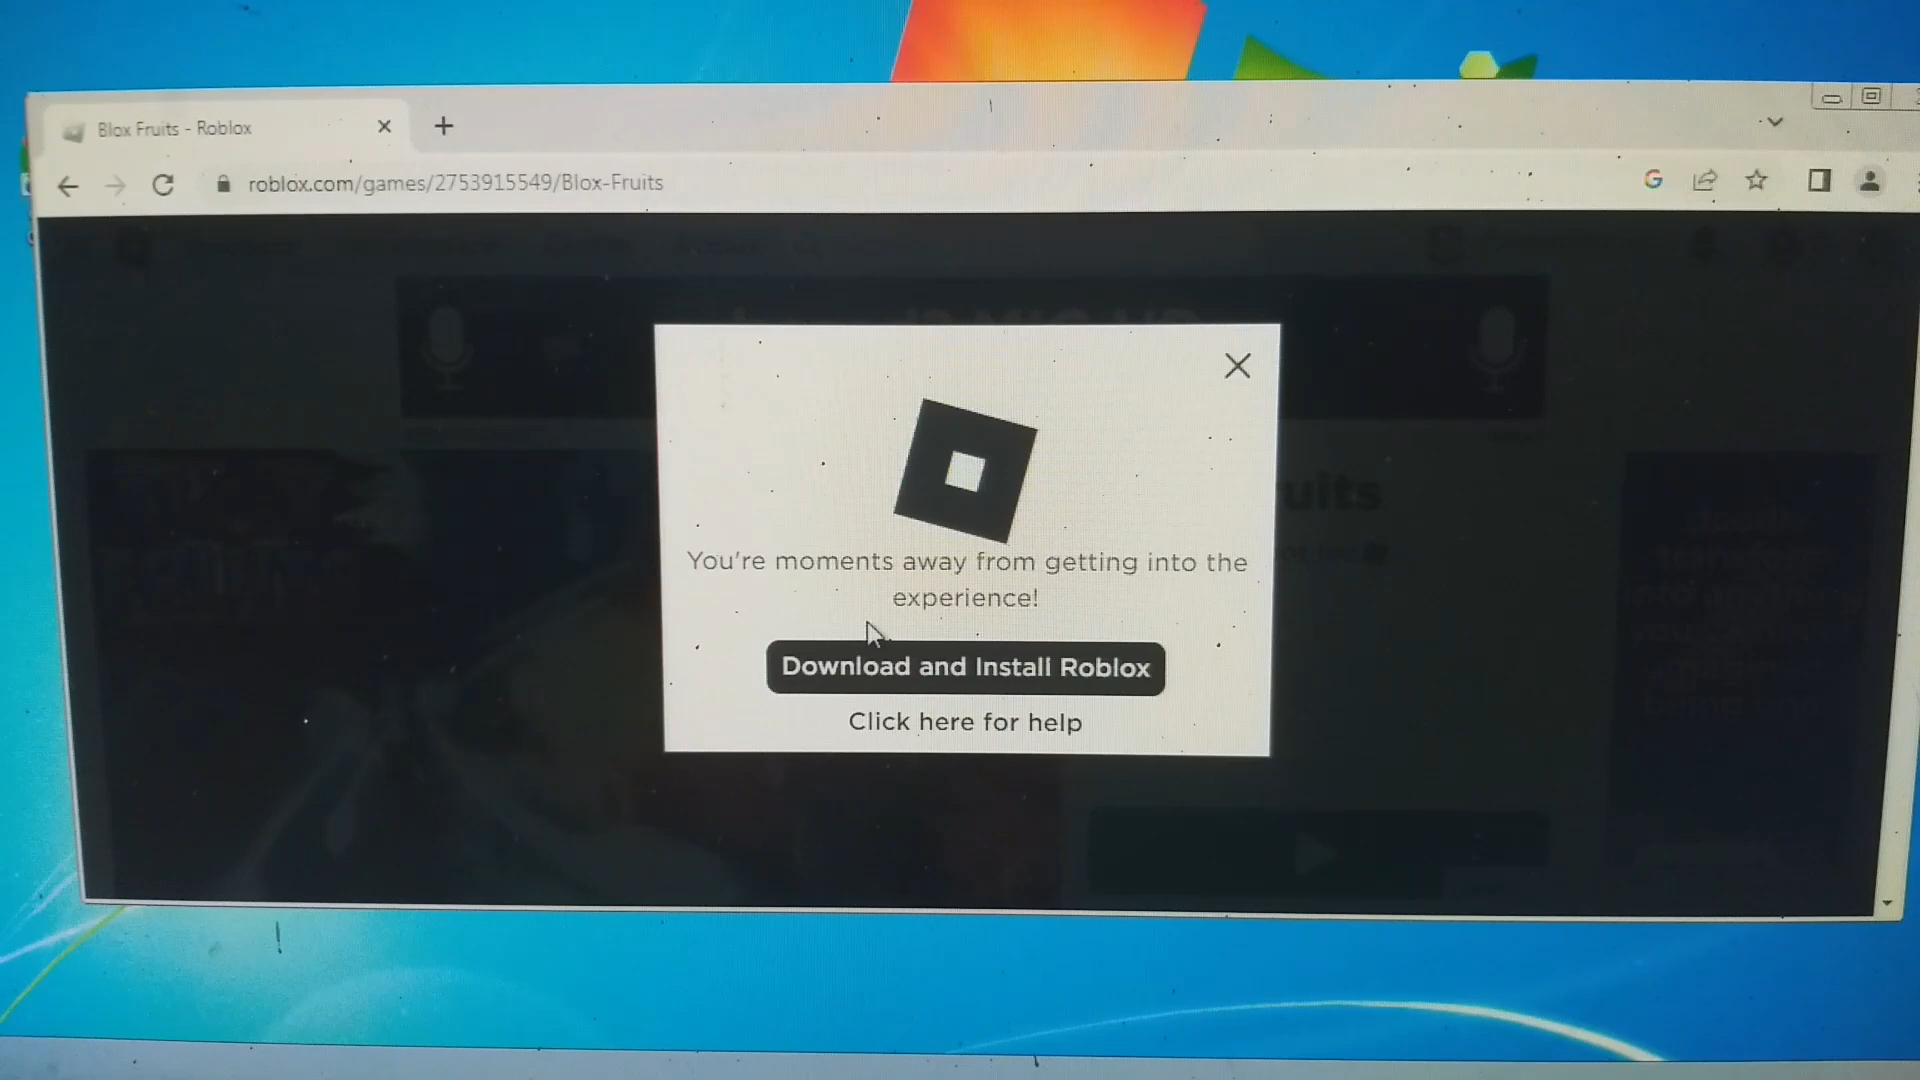 Blox Fruits - Roblox
roblox.com/games/2753915549/Blox-Fruits
uits
You're moments away from getting into the
experience!
Download and Install Roblox
Click here for help